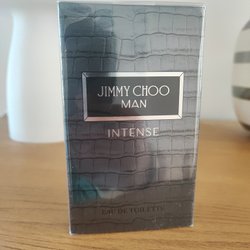 JIMMY CHOO
MAN
INTENSE
EAU DE TOILETTE